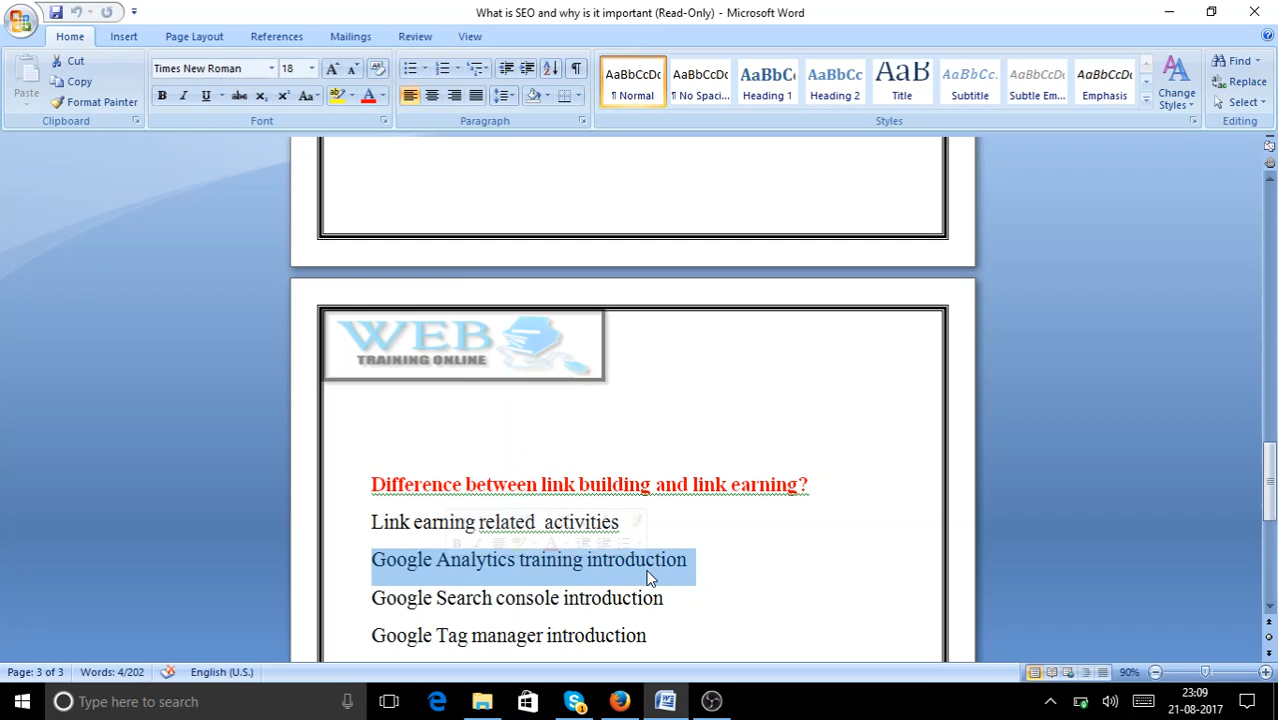 What is SEO and why is it important (Read-Only) - Microsoft Word
Home Insert Page Layout References Mailings Review View
Paste
Cut
Copy
Format Painter
Clipboard
Times New Roman 18
Font
Paragraph
AaBbCcDc AaBbCcDc AaBbC AaBbCc AaB AaBbCc. AaBbCcDc AaBbCcDc
¶ Normal ¶ No Spaci... Heading 1 Heading 2 Title Subtitle Subtle Em... Emphasis
Change Styles
Styles
Find
Replace
Select
Editing
WEB
TRAINING ONLINE
Difference between link building and link earning?
Link earning related activities
Google Analytics training introduction
Google Search console introduction
Google Tag manager introduction
Page: 3 of 3 Words: 4/202 English (U.S.) 90%
Type here to search
23:09
21-08-2017